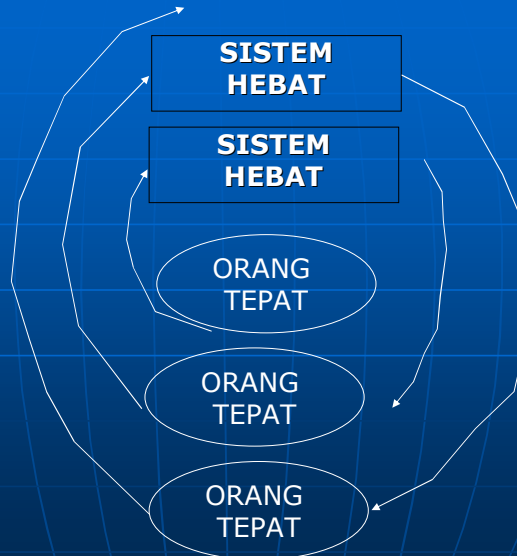 SISTEM
HEBAT
SISTEM
HEBAT
ORANG
TEPAT
ORANG
TEPAT
ORANG
TEPAT